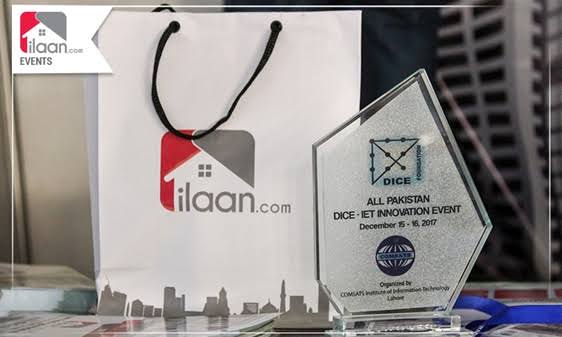 ilaan.com
EVENTS
ilaan.com
DICE
FOUNDATION
ALL PAKISTAN
DICE - IET INNOVATION EVENT
December 15 - 16, 2017
COMSATS
Organized by
COMSATS Institute of Information Technology
Lahore